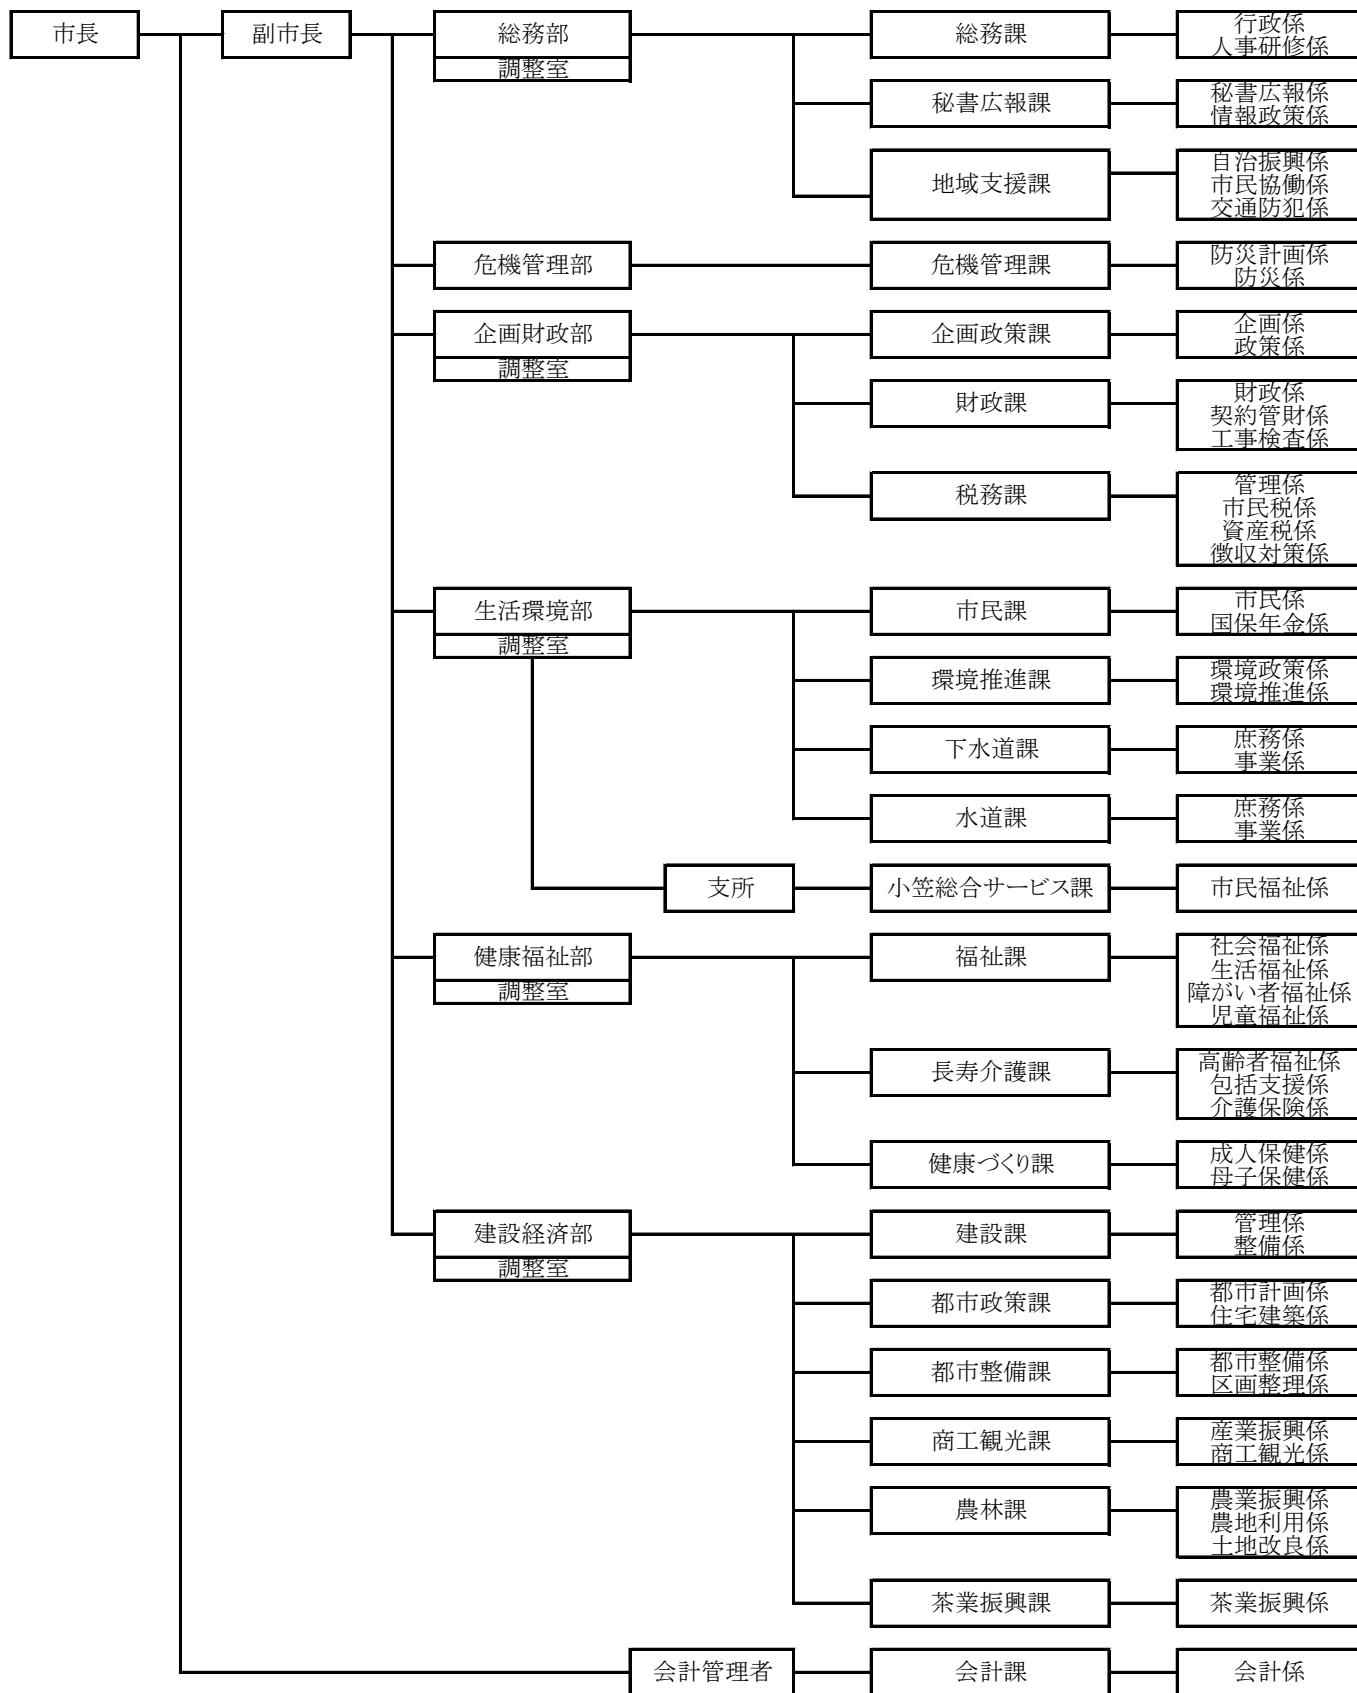 市長
副市長
総務部
調整室
総務課
行政係
人事研修係
秘書広報課
秘書広報係
情報政策係
地域支援課
自治振興係
市民協働係
交通防犯係
危機管理部
危機管理課
防災計画係
防災係
企画財政部
調整室
企画政策課
企画係
政策係
財政課
財政係
契約管財係
工事検査係
税務課
管理係
市民税係
資産税係
徴収対策係
生活環境部
調整室
市民課
市民係
国保年金係
環境推進課
環境政策係
環境推進係
下水道課
庶務係
事業係
水道課
庶務係
事業係
支所
小笠総合サービス課
市民福祉係
健康福祉部
調整室
福祉課
社会福祉係
生活福祉係
障がい者福祉係
児童福祉係
長寿介護課
高齢者福祉係
包括支援係
介護保険係
健康づくり課
成人保健係
母子保健係
建設経済部
調整室
建設課
管理係
整備係
都市政策課
都市計画係
住宅建築係
都市整備課
都市整備係
区画整理係
商工観光課
産業振興係
商工観光係
農林課
農業振興係
農地利用係
土地改良係
茶業振興課
茶業振興係
会計管理者
会計課
会計係